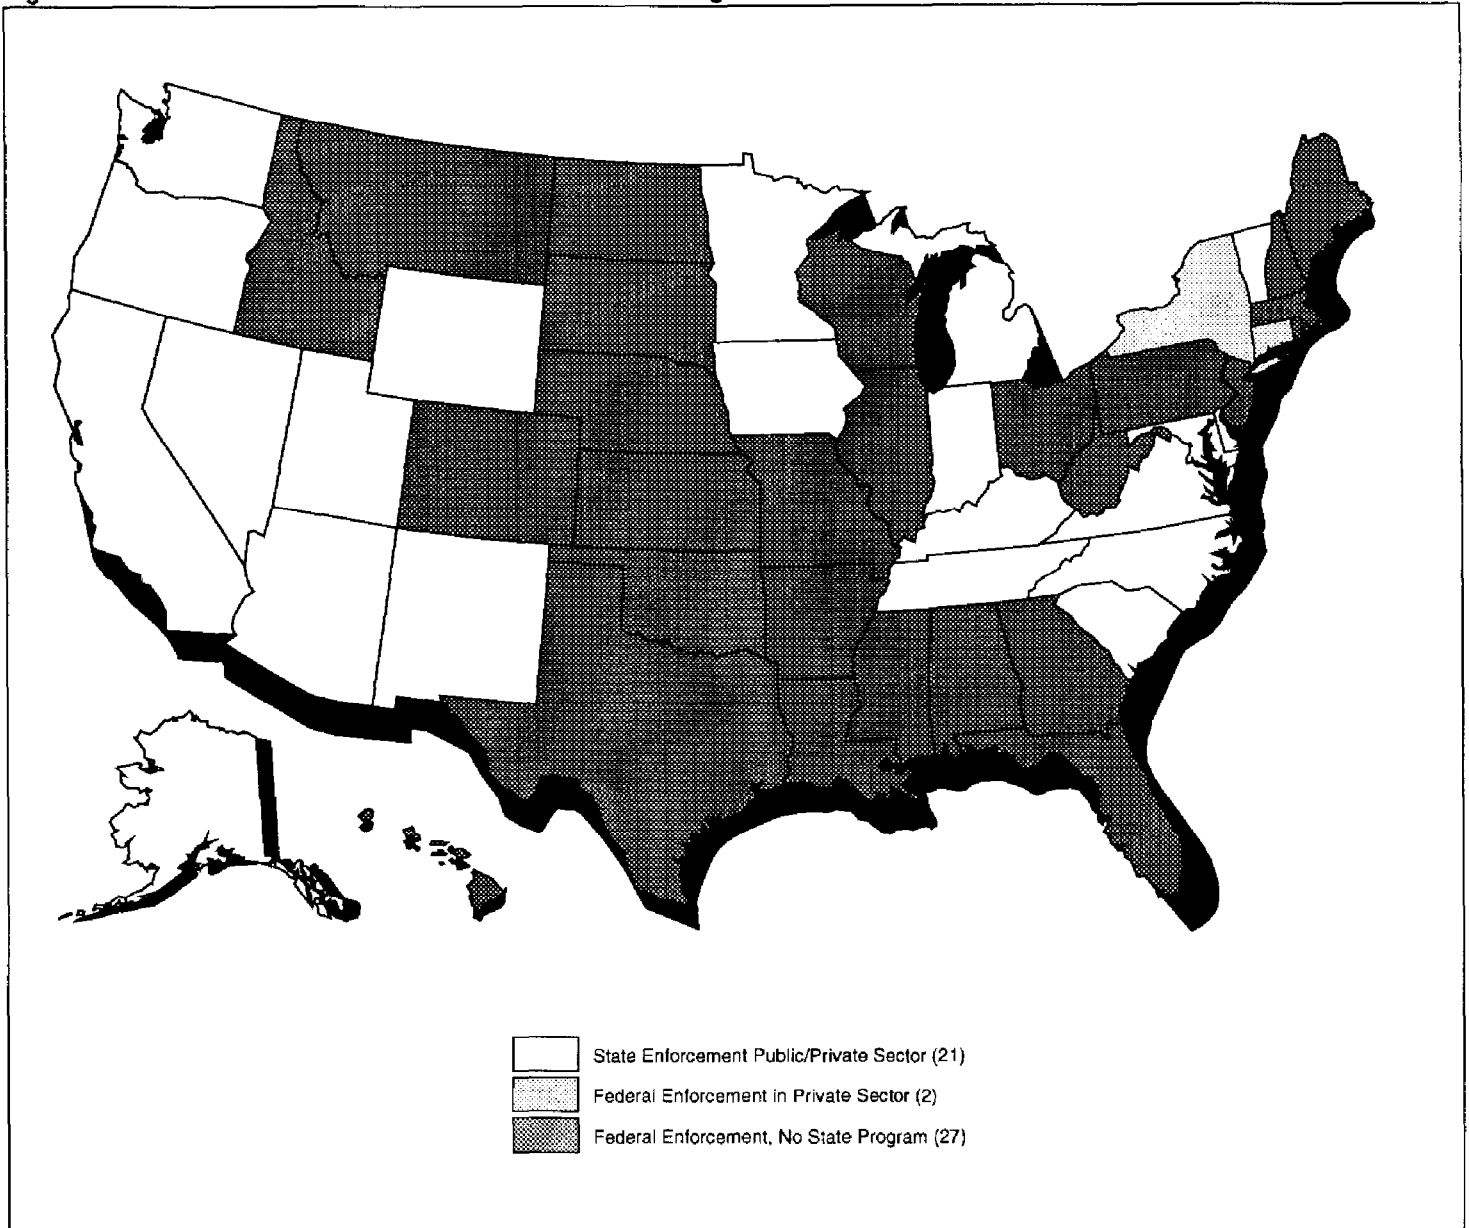 State Enforcement Public/Private Sector (21)
Federal Enforcement in Private Sector (2)
Federal Enforcement, No State Program (27)